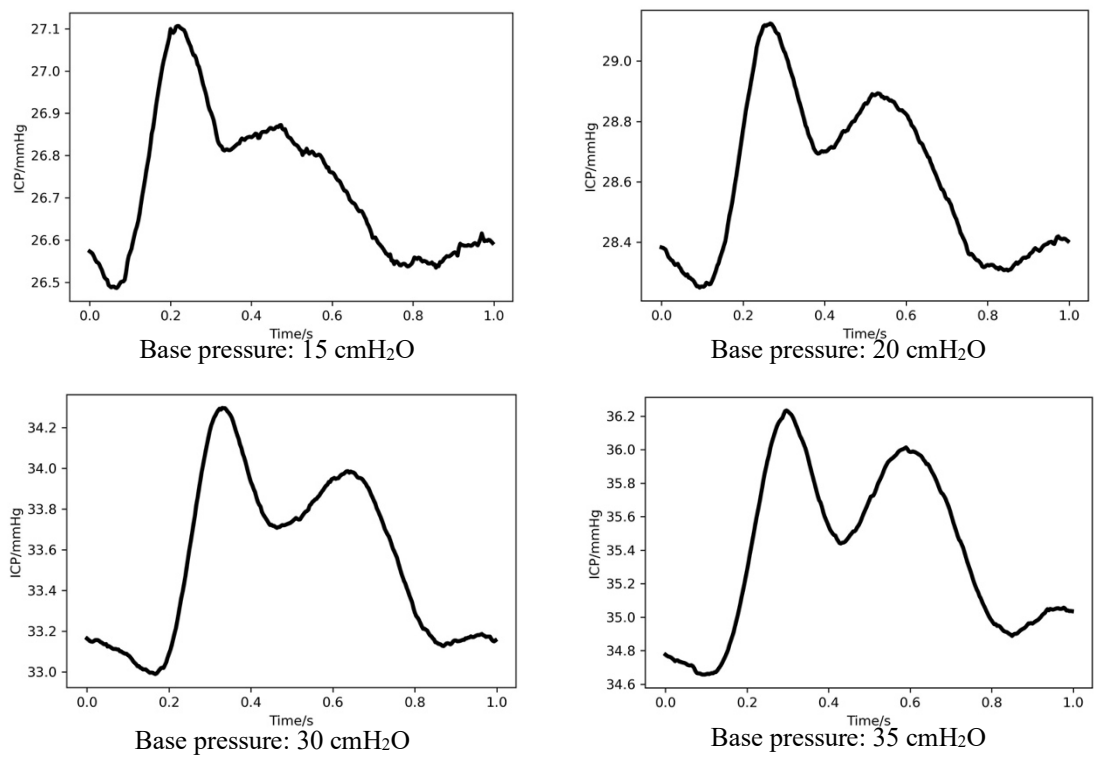 27.1
27.0
26.9
26.8
26.7
26.6
26.5
ICP/mmHg
0.0 0.2 0.4 0.6 0.8 1.0
Time/s
Base pressure: 15 cmH₂O
29.0
28.8
28.6
28.4
ICP/mmHg
0.0 0.2 0.4 0.6 0.8 1.0
Time/s
Base pressure: 20 cmH₂O
34.2
34.0
33.8
33.6
33.4
33.2
33.0
ICP/mmHg
0.0 0.2 0.4 0.6 0.8 1.0
Time/s
Base pressure: 30 cmH₂O
36.2
36.0
35.8
35.6
35.4
35.2
35.0
34.8
34.6
ICP/mmHg
0.0 0.2 0.4 0.6 0.8 1.0
Time/s
Base pressure: 35 cmH₂O